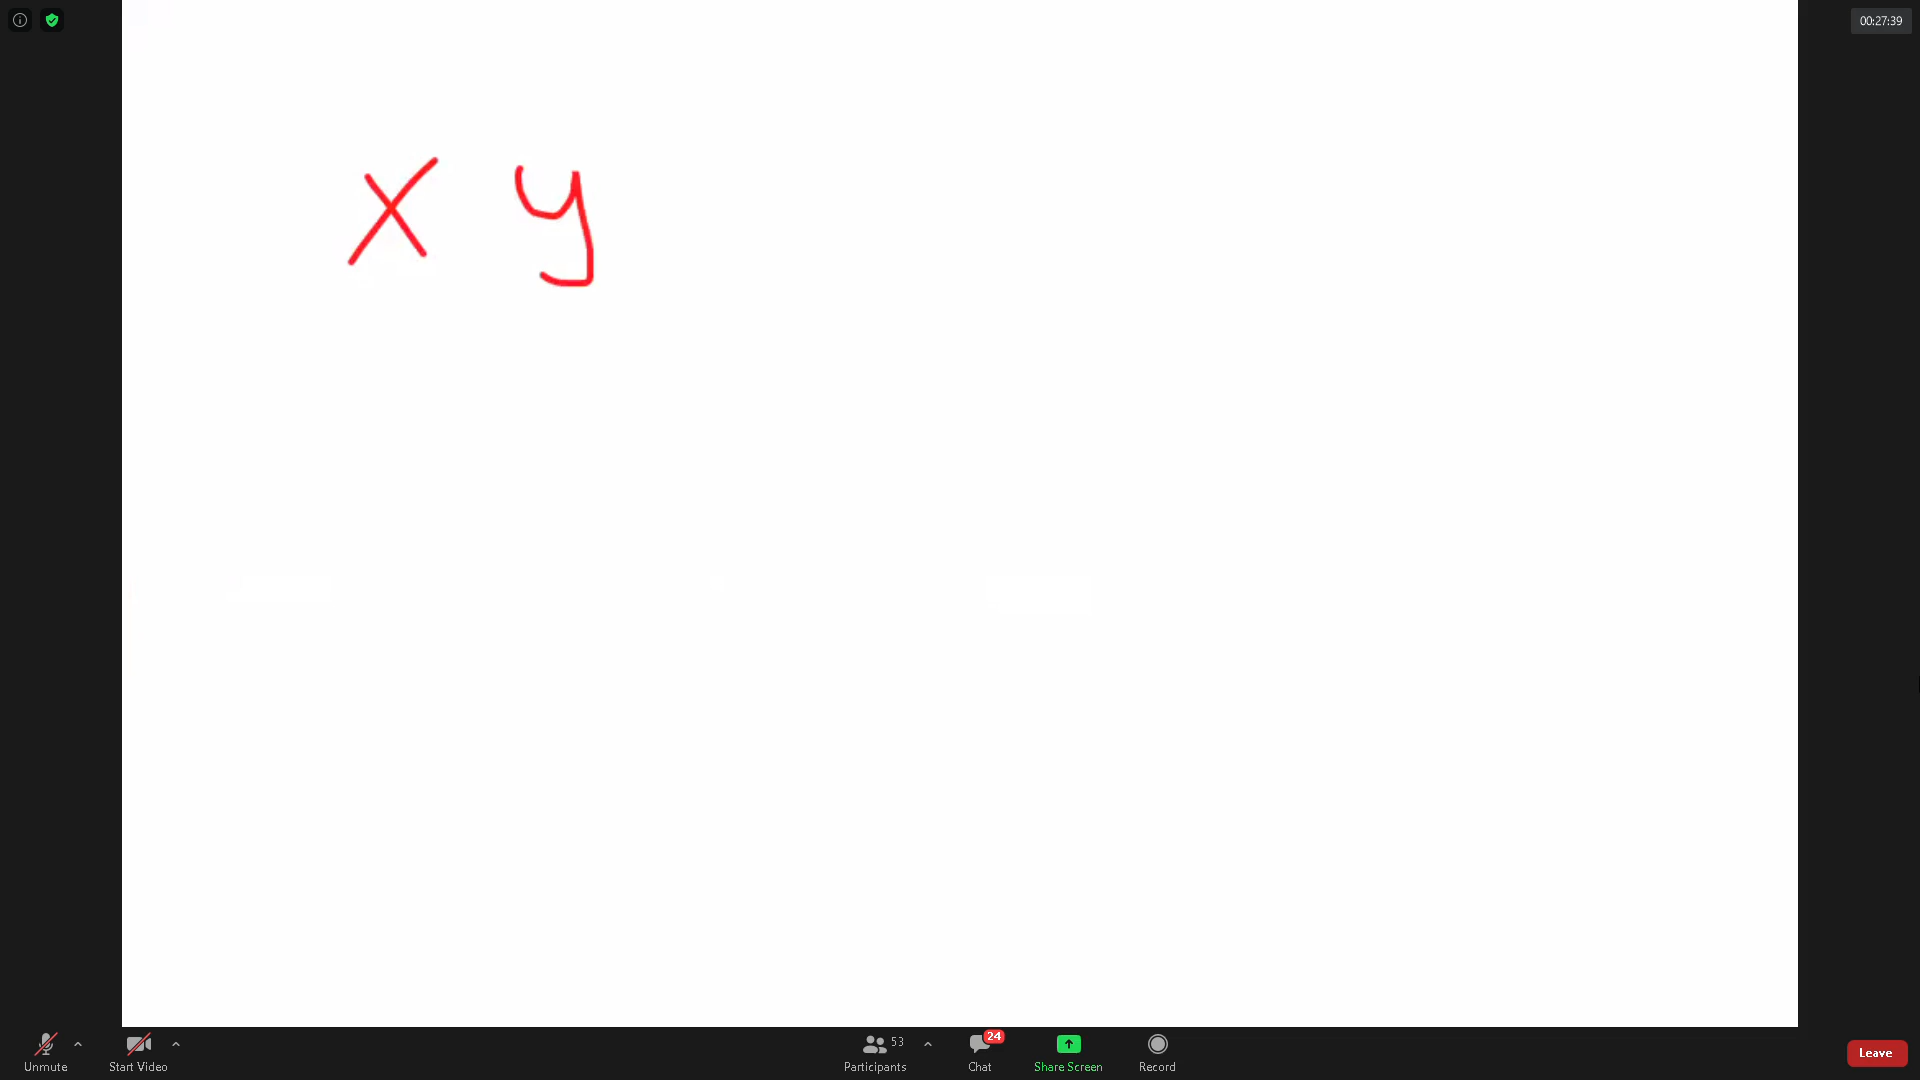 00:27:39
x y
Unmute
Start Video
53
Participants
24
Chat
Share Screen
Record
Leave